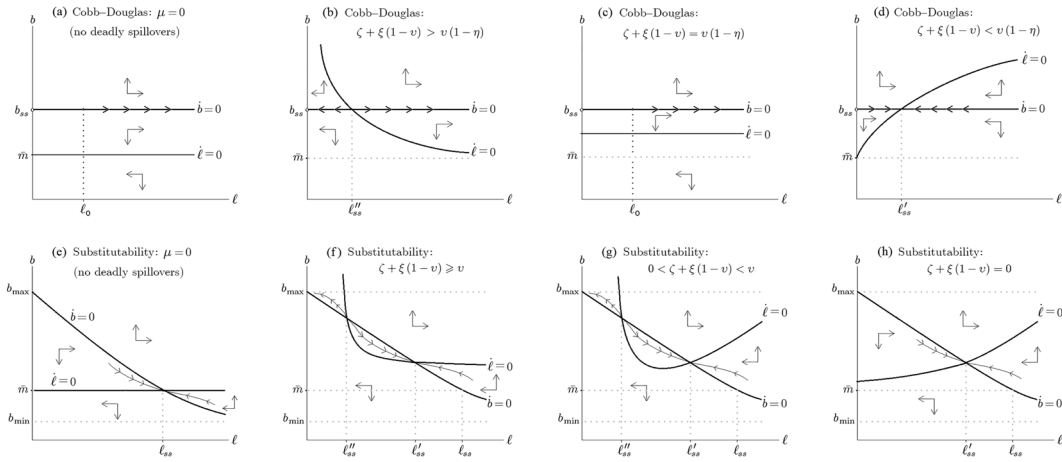 (a) Cobb–Douglas: μ = 0
(no deadly spillovers)
b
b_ss
ḃ = 0
m̄
ℓ̇ = 0
ℓ_o
ℓ
(b) Cobb–Douglas:
ζ + ξ (1 − υ) > υ (1 − η)
b
b_ss
ḃ = 0
m̄
ℓ̇ = 0
ℓ''_ss
ℓ
(c) Cobb–Douglas:
ζ + ξ (1 − υ) = υ (1 − η)
b
b_ss
ḃ = 0
ℓ̇ = 0
m̄
ℓ_o
ℓ
(d) Cobb–Douglas:
ζ + ξ (1 − υ) < υ (1 − η)
b
ℓ̇ = 0
b_ss
ḃ = 0
m̄
ℓ'_ss
ℓ
(e) Substitutability: μ = 0
(no deadly spillovers)
b
b_max
ḃ = 0
ℓ̇ = 0
m̄
b_min
ℓ_ss
ℓ
(f) Substitutability:
ζ + ξ (1 − υ) ⩾ υ
b
b_max
ℓ̇ = 0
m̄
ḃ = 0
b_min
ℓ''_ss
ℓ'_ss
ℓ_ss
ℓ
(g) Substitutability:
0 < ζ + ξ (1 − υ) < υ
b
b_max
ℓ̇ = 0
m̄
ḃ = 0
b_min
ℓ''_ss
ℓ'_ss
ℓ_ss
ℓ
(h) Substitutability:
ζ + ξ (1 − υ) = 0
b
b_max
ℓ̇ = 0
m̄
ḃ = 0
b_min
ℓ'_ss
ℓ_ss
ℓ